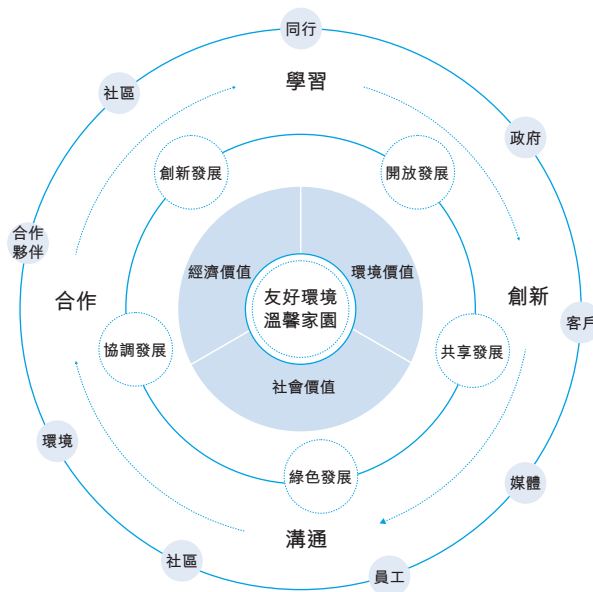 同行
學習
社區
政府
創新發展
開放發展
合作
夥伴
經濟價值
環境價值
友好環境
溫馨家園
合作
創新
客戶
協調發展
共享發展
社會價值
環境
綠色發展
媒體
溝通
社區
員工